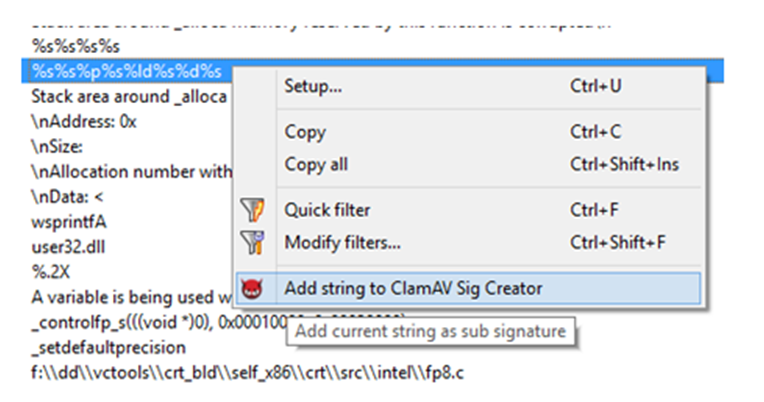 %s%s%s%s
%s%s%p%s%ld%s%d%s
Stack area around _alloca
\nAddress: 0x
\nSize:
\nAllocation number with
\nData: <
wsprintfA
user32.dll
%.2X
A variable is being used w
_controlfp_s(((void *)0),
_setdefaultprecision
f:\\dd\\vctools\\crt_bld\\self_x86\\crt\\src\\intel\\fp8.c
Setup... Ctrl+U
Copy Ctrl+C
Copy all Ctrl+Shift+Ins
Quick filter Ctrl+F
Modify filters... Ctrl+Shift+F
Add string to ClamAV Sig Creator
Add current string as sub signature